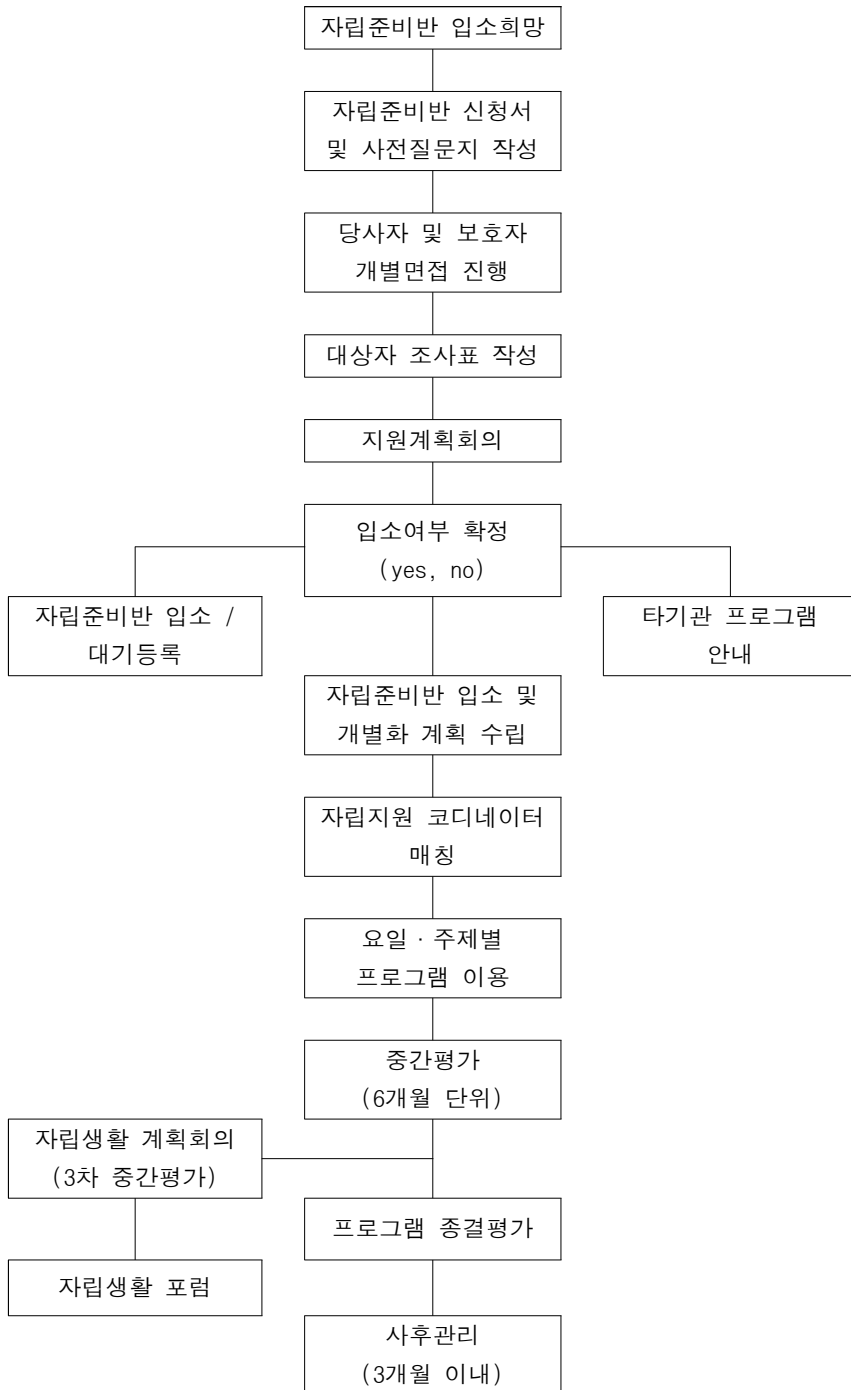 자립준비반 입소희망
자립준비반 신청서
및 사전질문지 작성
당사자 및 보호자
개별면접 진행
대상자 조사표 작성
지원계획회의
입소여부 확정
(yes, no)
자립준비반 입소 /
대기등록
타기관 프로그램
안내
자립준비반 입소 및
개별화 계획 수립
자립지원 코디네이터
매칭
요일 · 주제별
프로그램 이용
중간평가
(6개월 단위)
자립생활 계획회의
(3차 중간평가)
프로그램 종결평가
자립생활 포럼
사후관리
(3개월 이내)